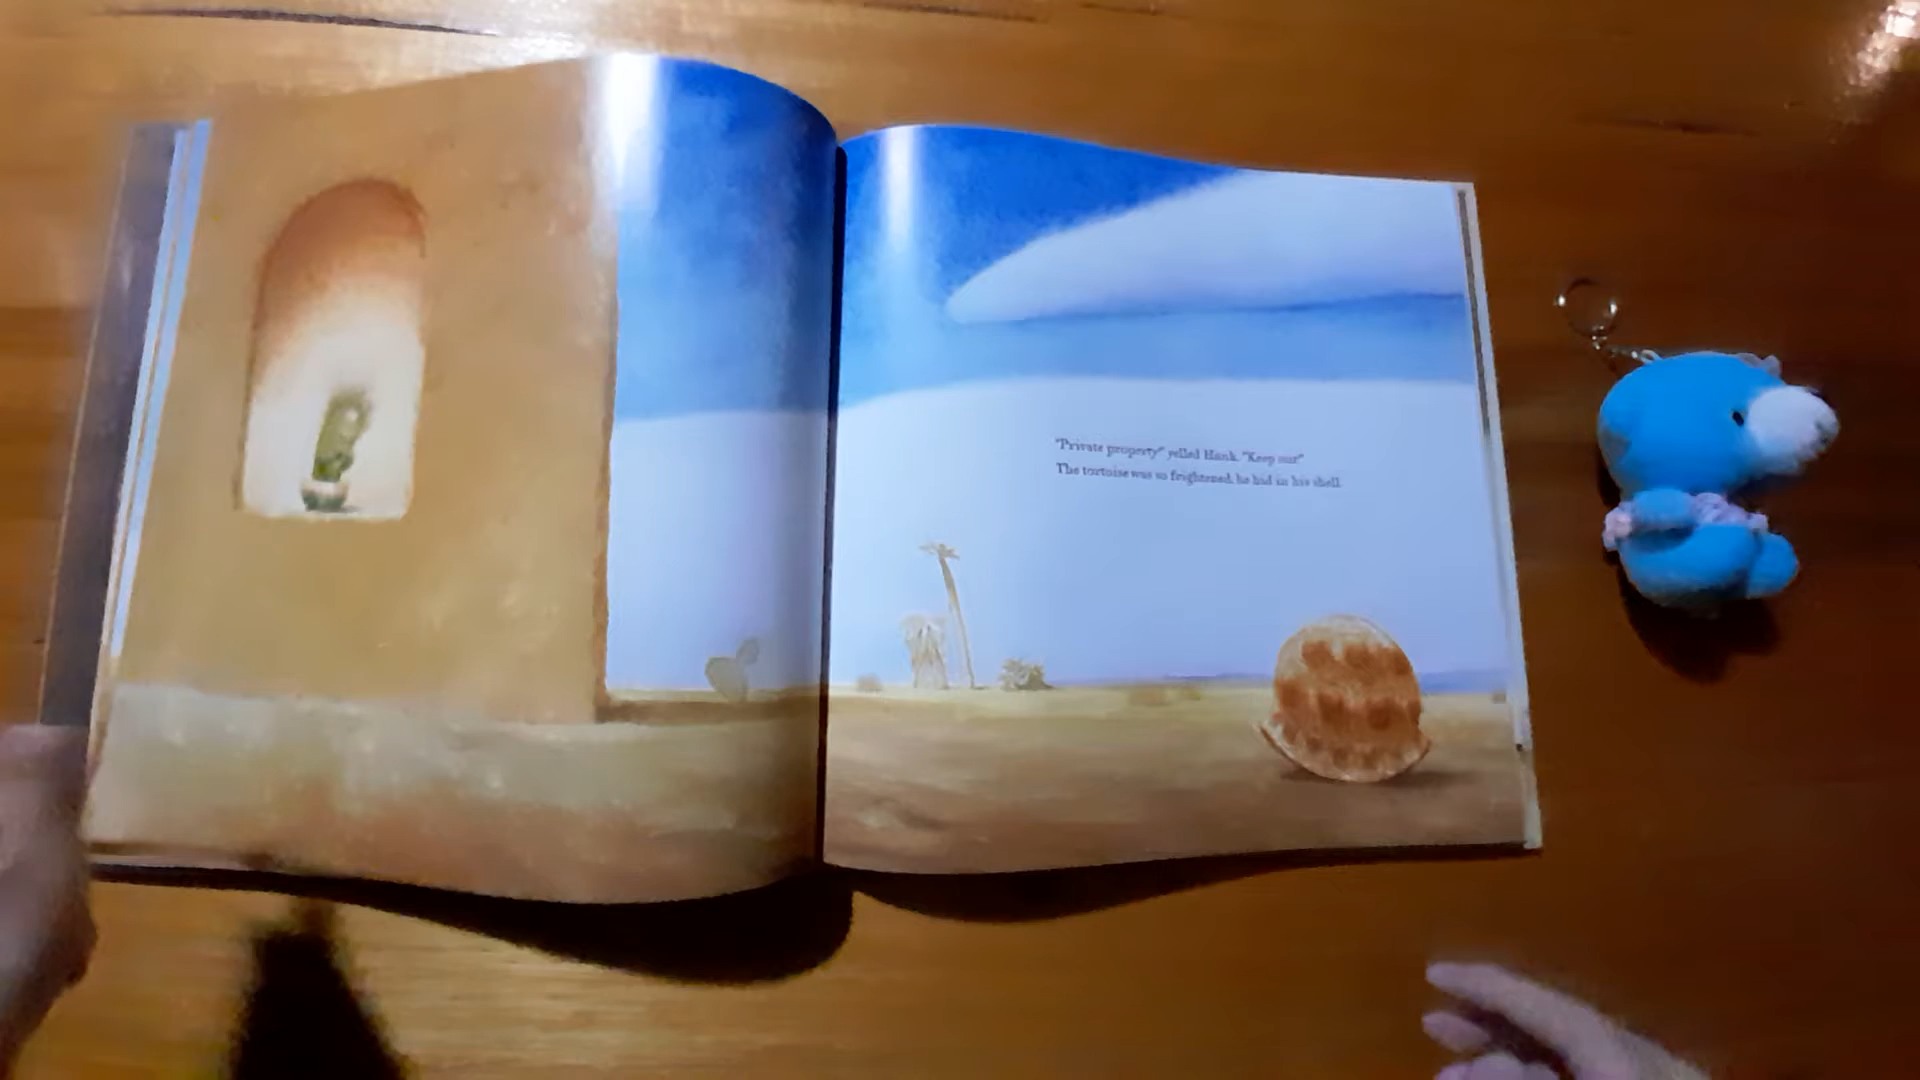 "Private property!" yelled Hank. "Keep out!"
The tortoise was so frightened, he hid in his shell.